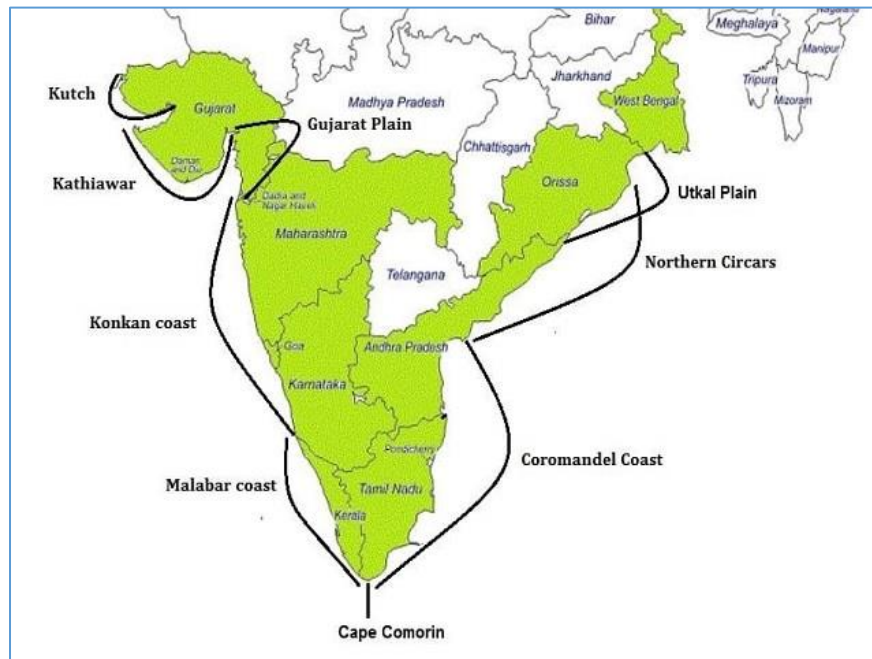 Bihar
Nagaland
Meghalaya
Manipur
Jharkhand
Tripura
Mizoram
Kutch
Gujarat
Madhya Pradesh
West Bengal
Gujarat Plain
Chhattisgarh
Kathiawar
Daman
and Diu
Orissa
Utkal Plain
Dadra and
Nagar Haveli
Maharashtra
Northern Circars
Telangana
Konkan coast
Goa
Andhra Pradesh
Karnataka
Pondicherry
Coromandel Coast
Malabar coast
Tamil Nadu
Kerala
Cape Comorin